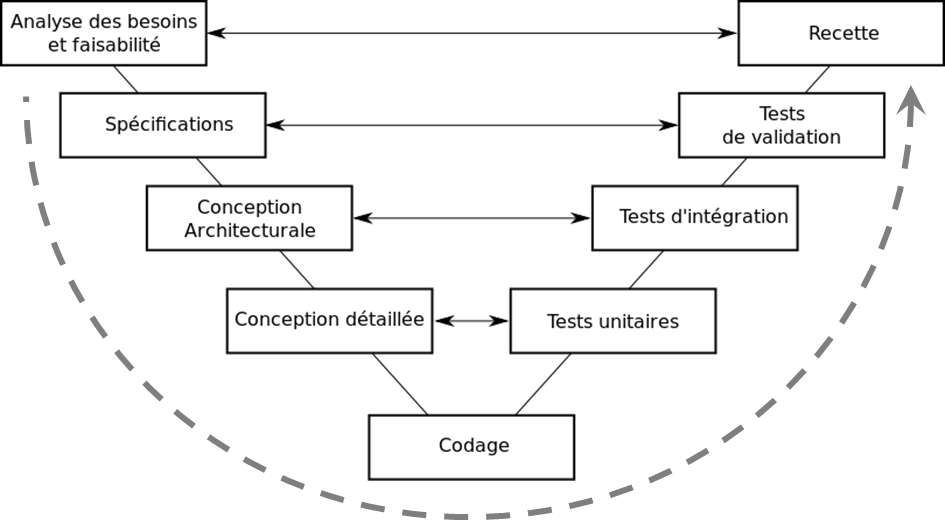 Analyse des besoins
et faisabilité
Recette
Spécifications
Tests
de validation
Conception
Architecturale
Tests d'intégration
Conception détaillée
Tests unitaires
Codage